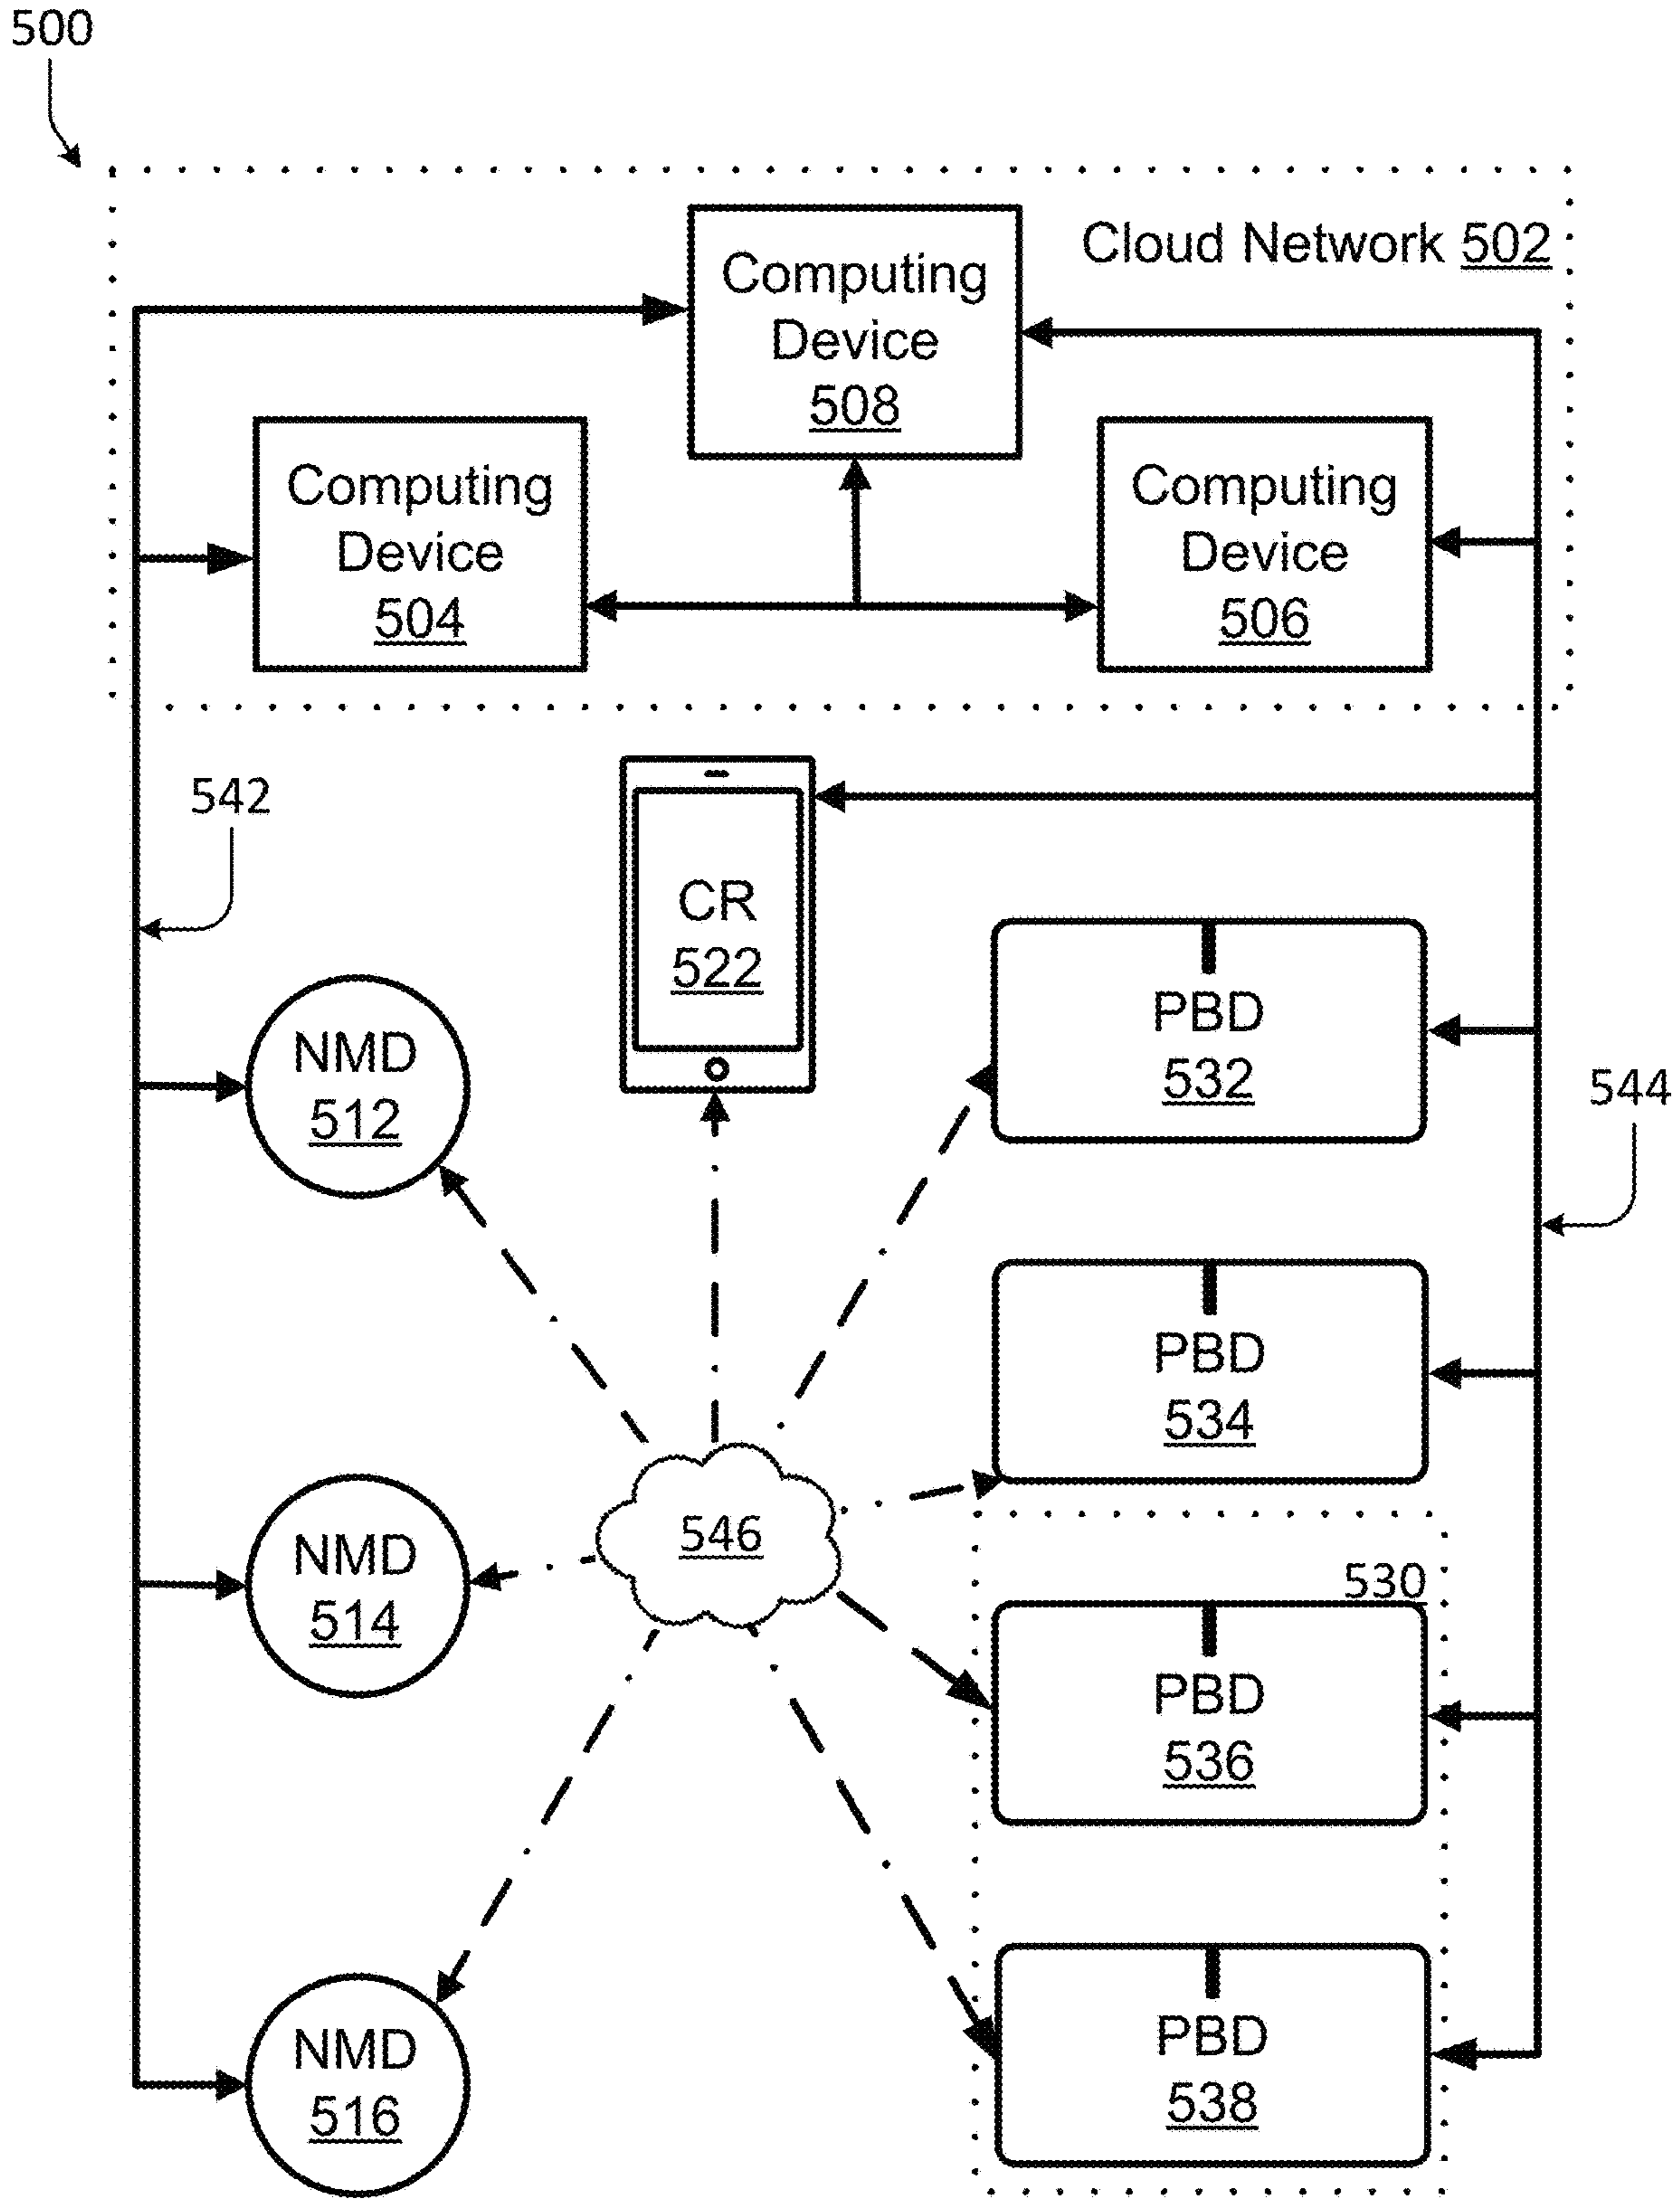 500
Cloud Network 502
Computing
Device
508
Computing
Device
504
Computing
Device
506
542
CR
522
NMD
512
PBD
532
544
PBD
534
NMD
514
546
530
PBD
536
NMD
516
PBD
538